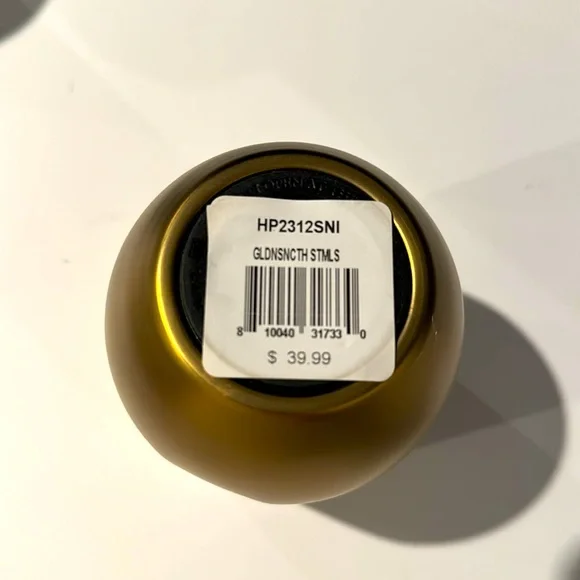 HP2312SNI
GLDNSNCTH STMLS
8 10040 31733 0
$ 39.99